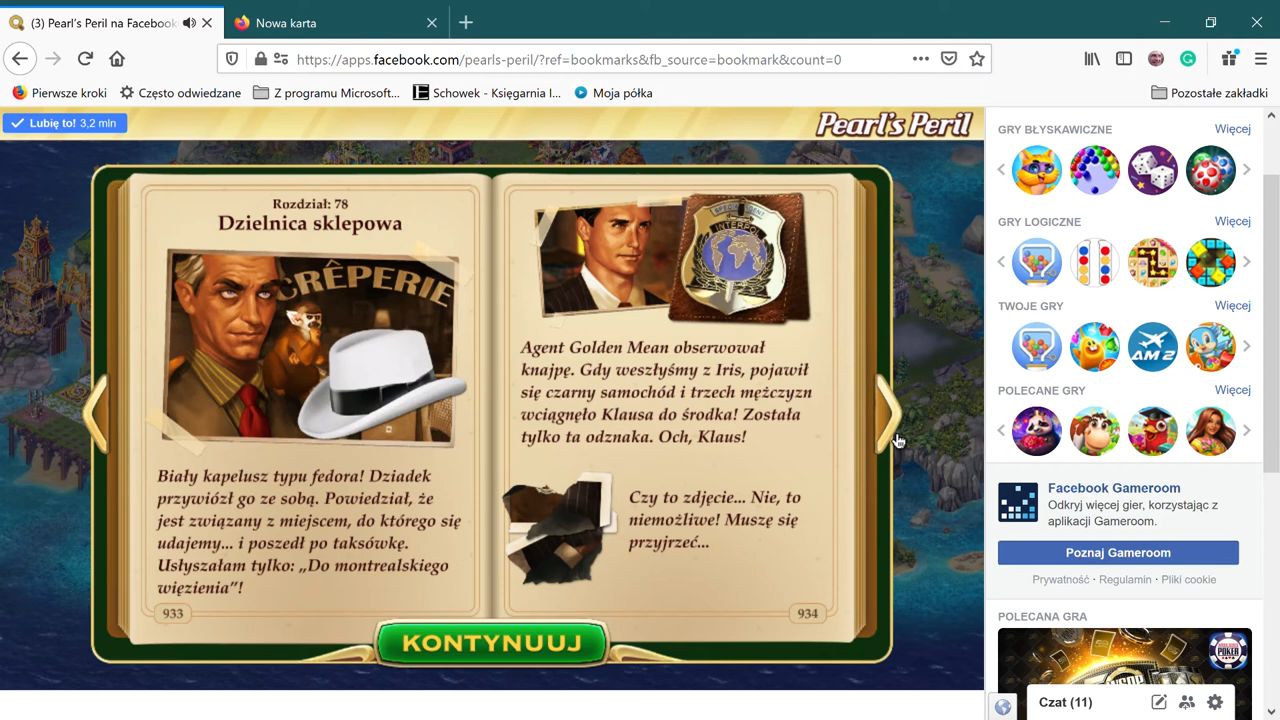 (3) Pearl's Peril na Facebook
Nowa karta
https://apps.facebook.com/pearls-peril/?ref=bookmarks&fb_source=bookmark&count=0
Pierwsze kroki
Często odwiedzane
Z programu Microsoft...
Schowek - Księgarnia I...
Moja półka
Pozostałe zakładki
Lubię to! 3,2 mln
Pearl's Peril
Rozdział: 78
Dzielnica sklepowa
CRÊPERIE
Biały kapelusz typu fedora! Dziadek
przywiózł go ze sobą. Powiedział, że
jest związany z miejscem, do którego się
udajemy... i poszedł po taksówkę.
Usłyszałam tylko: „Do montrealskiego
więzienia”!
933
INTERPOL
Agent Golden Mean obserwował
knajpę. Gdy weszłyśmy z Iris, pojawił
się czarny samochód i trzech mężczyzn
wciągnęło Klausa do środka! Została
tylko ta odznaka. Och, Klaus!
Czy to zdjęcie... Nie, to
niemożliwe! Muszę się
przyjrzeć...
934
KONTYNUUJ
GRY BŁYSKAWICZNE
Więcej
GRY LOGICZNE
Więcej
TWOJE GRY
Więcej
AM 2
POLECANE GRY
Więcej
Facebook Gameroom
Odkryj więcej gier, korzystając z
aplikacji Gameroom.
Poznaj Gameroom
Prywatność · Regulamin · Pliki cookie
POLECANA GRA
POKER
Czat (11)